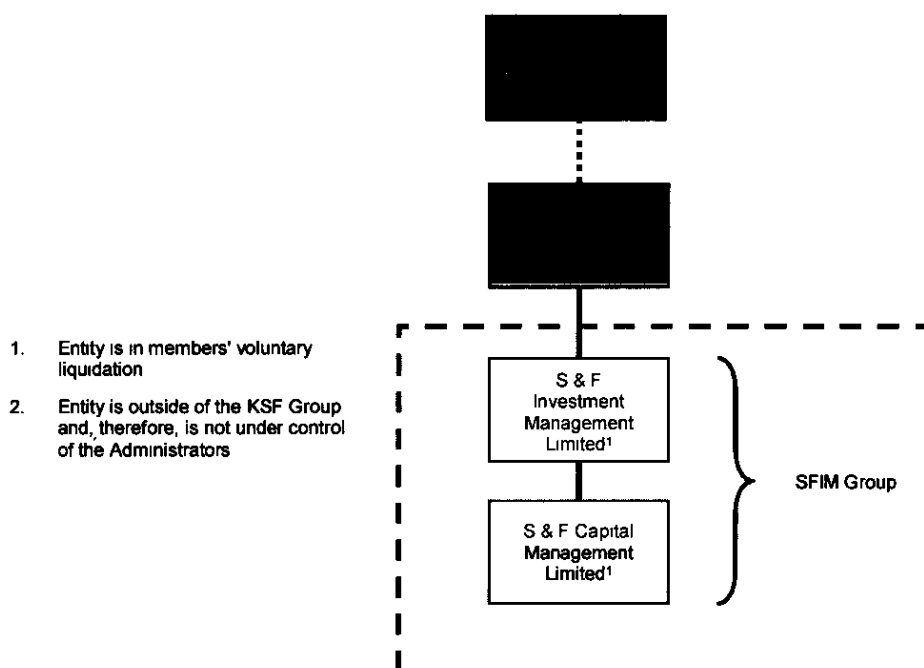 1. Entity is in members' voluntary
liquidation
2. Entity is outside of the KSF Group
and, therefore, is not under control
of the Administrators
S & F
Investment
Management
Limited¹
S & F Capital
Management
Limited¹
SFIM Group